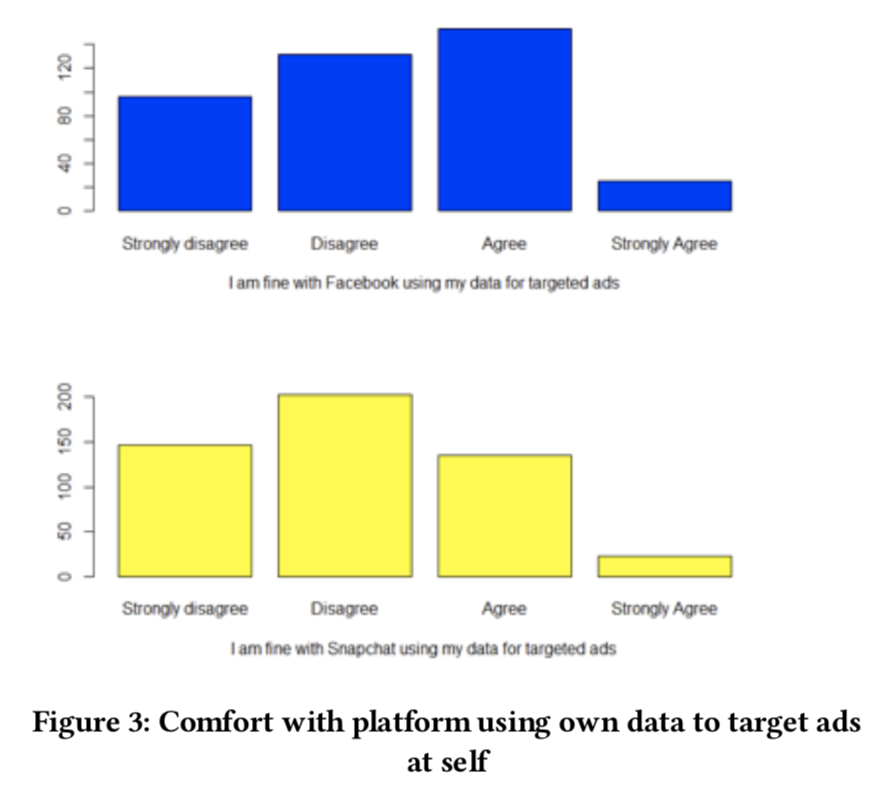 120
80
40
0
Strongly disagree Disagree Agree Strongly Agree
I am fine with Facebook using my data for targeted ads
200
150
100
50
0
Strongly disagree Disagree Agree Strongly Agree
I am fine with Snapchat using my data for targeted ads
Figure 3: Comfort with platform using own data to target ads
at self